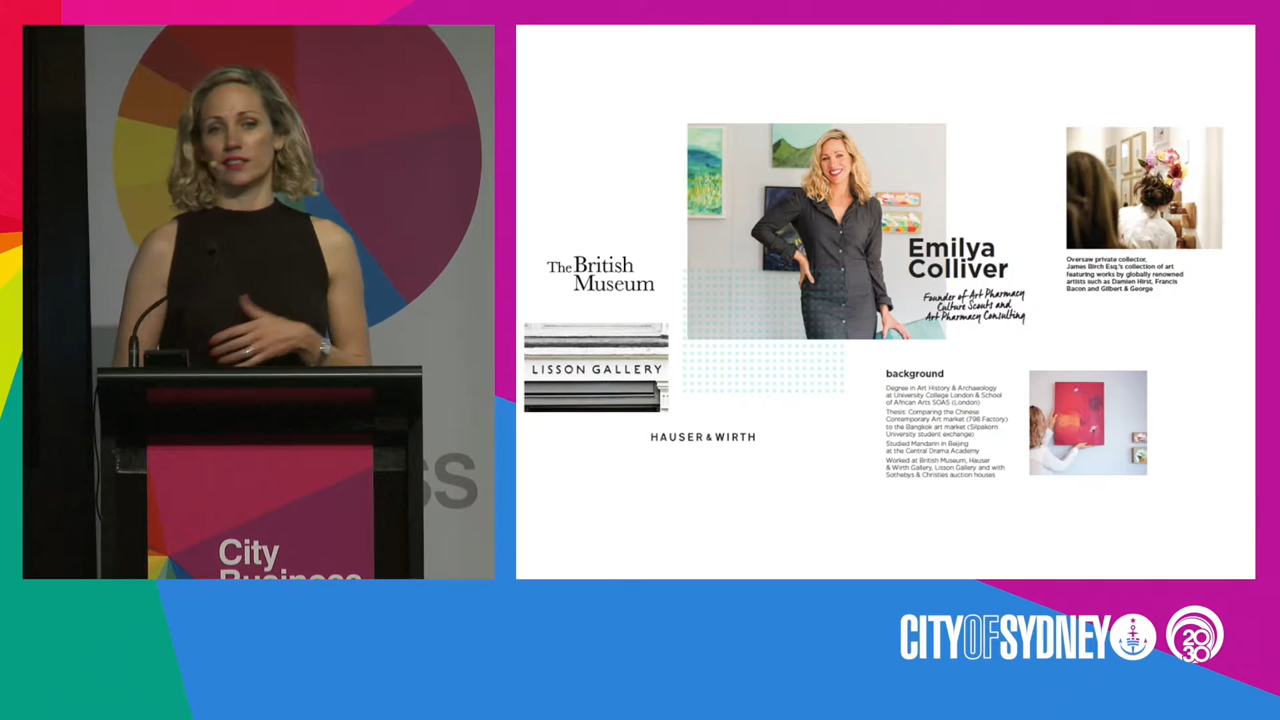 The British
Museum
LISSON GALLERY
HAUSER & WIRTH
Emilya
Colliver
Founder of Art Pharmacy
Culture Scouts and
Art Pharmacy Consulting
Oversaw private collector,
James Birch Esq.'s collection of art
featuring works by globally renowned
artists such as Damien Hirst, Francis
Bacon and Gilbert & George
background
Degree in Art History & Archaeology
at University College London & School
of African Arts SOAS (London)
Thesis: Comparing the Chinese
Contemporary Art market (798 Factory)
to the Bangkok art market (Silpakorn
University student exchange)
Studied Mandarin in Beijing
at the Central Drama Academy
Worked at British Museum, Hauser
& Wirth Gallery, Lisson Gallery and with
Sothebys & Christies auction houses
SS
City
Business
CITYOFSYDNEY
2030